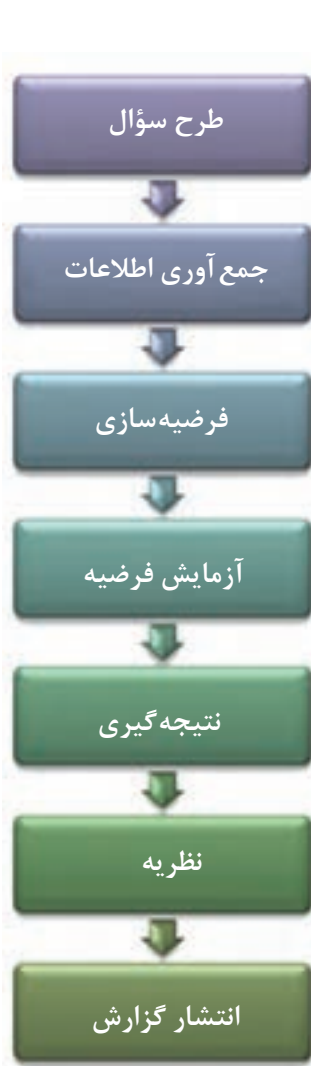 طرح سؤال
جمع‌آوری اطلاعات
فرضیه‌سازی
آزمایش فرضیه
نتیجه‌گیری
نظریه
انتشار گزارش